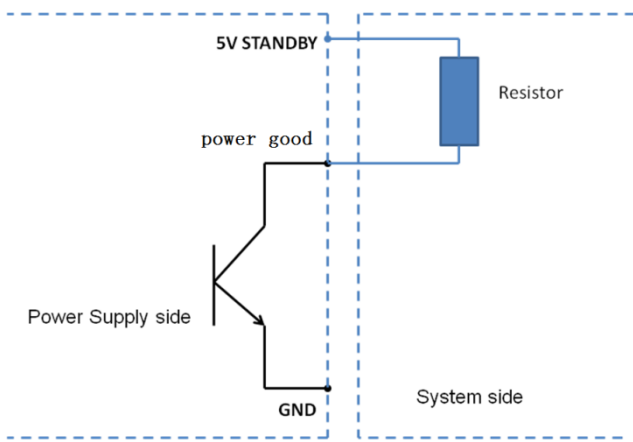 5V STANDBY
Resistor
power good
Power Supply side
System side
GND